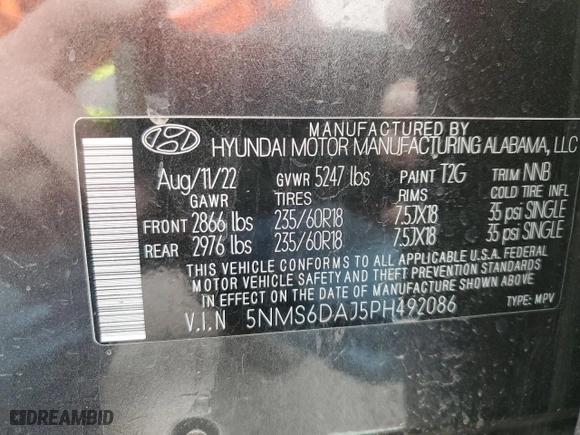 MANUFACTURED BY
HYUNDAI MOTOR MANUFACTURING ALABAMA, LLC
Aug/11/22 GVWR 5247 lbs PAINT T2G TRIM NNB
GAWR TIRES RIMS COLD TIRE INFL
FRONT 2866 lbs 235/60R18 7.5JX18 35 psi SINGLE
REAR 2976 lbs 235/60R18 7.5JX18 35 psi SINGLE
THIS VEHICLE CONFORMS TO ALL APPLICABLE U.S.A. FEDERAL
MOTOR VEHICLE SAFETY AND THEFT PREVENTION STANDARDS
IN EFFECT ON THE DATE OF MANUFACTURE SHOWN ABOVE
V.I.N 5NMS6DAJ5PH492086 TYPE: MPV
DREAMBID